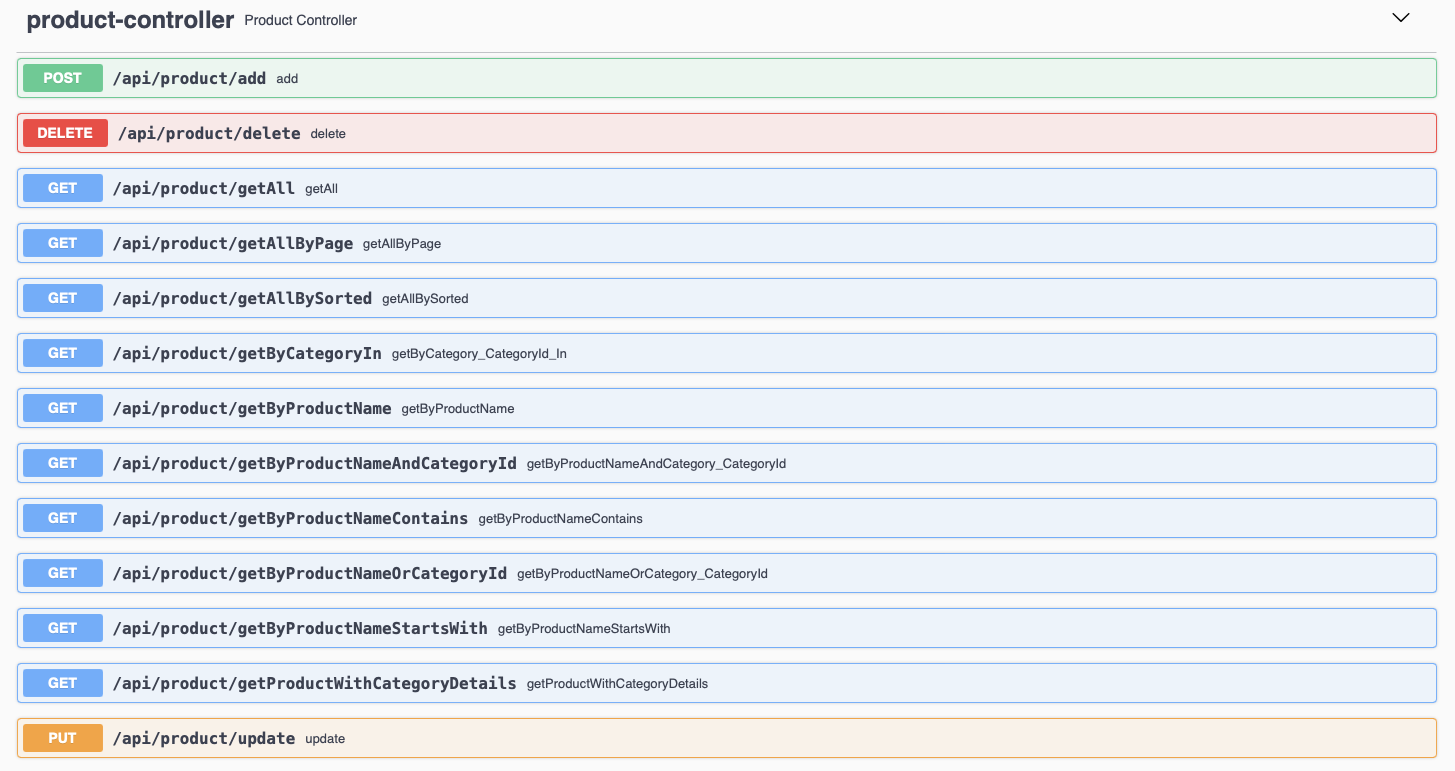 product-controller Product Controller
POST /api/product/add add
DELETE /api/product/delete delete
GET /api/product/getAll getAll
GET /api/product/getAllByPage getAllByPage
GET /api/product/getAllBySorted getAllBySorted
GET /api/product/getByCategoryIn getByCategory_CategoryId_In
GET /api/product/getByProductName getByProductName
GET /api/product/getByProductNameAndCategoryId getByProductNameAndCategory_CategoryId
GET /api/product/getByProductNameContains getByProductNameContains
GET /api/product/getByProductNameOrCategoryId getByProductNameOrCategory_CategoryId
GET /api/product/getByProductNameStartsWith getByProductNameStartsWith
GET /api/product/getProductWithCategoryDetails getProductWithCategoryDetails
PUT /api/product/update update